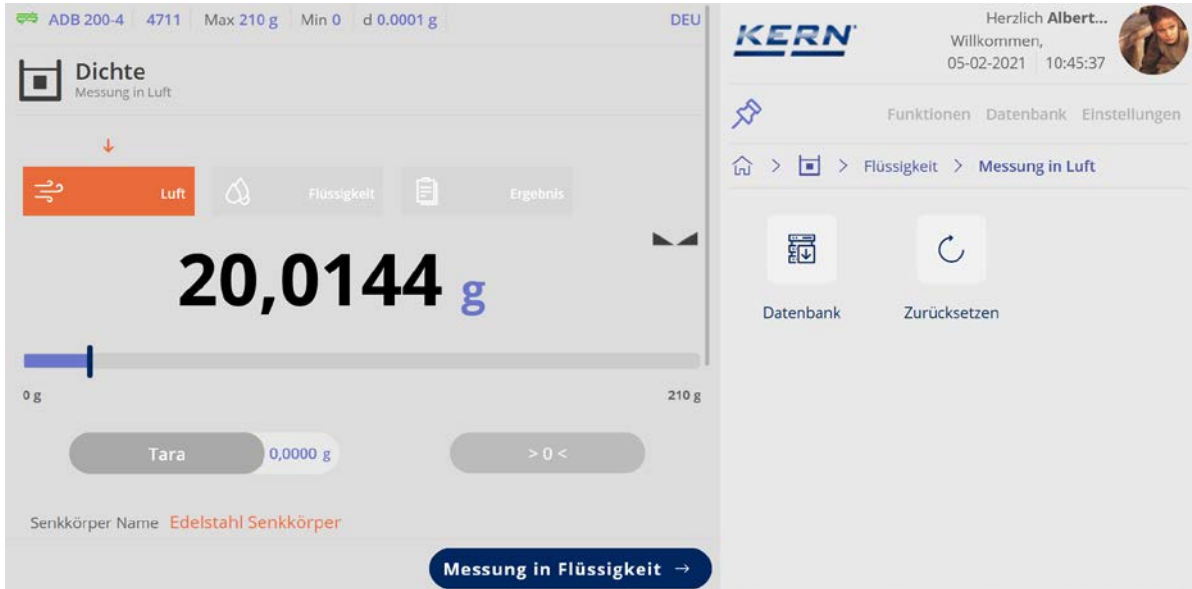 ADB 200-4 4711 Max 210 g Min 0 d 0.0001 g DEU
Dichte
Messung in Luft
Luft Flüssigkeit Ergebnis
20,0144 g
0 g 210 g
Tara 0,0000 g > 0 <
Senkkörper Name Edelstahl Senkkörper
Messung in Flüssigkeit →
KERN
Herzlich Albert...
Willkommen,
05-02-2021 10:45:37
Funktionen Datenbank Einstellungen
> > Flüssigkeit > Messung in Luft
Datenbank Zurücksetzen